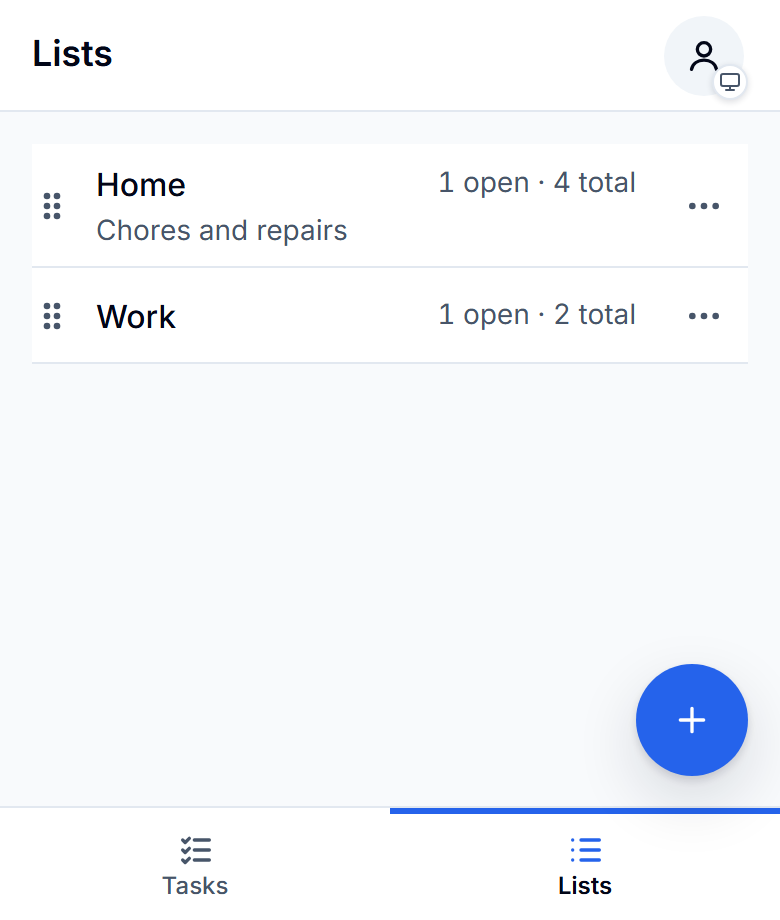 Lists
Home
1 open · 4 total
Chores and repairs
Work
1 open · 2 total
Tasks
Lists